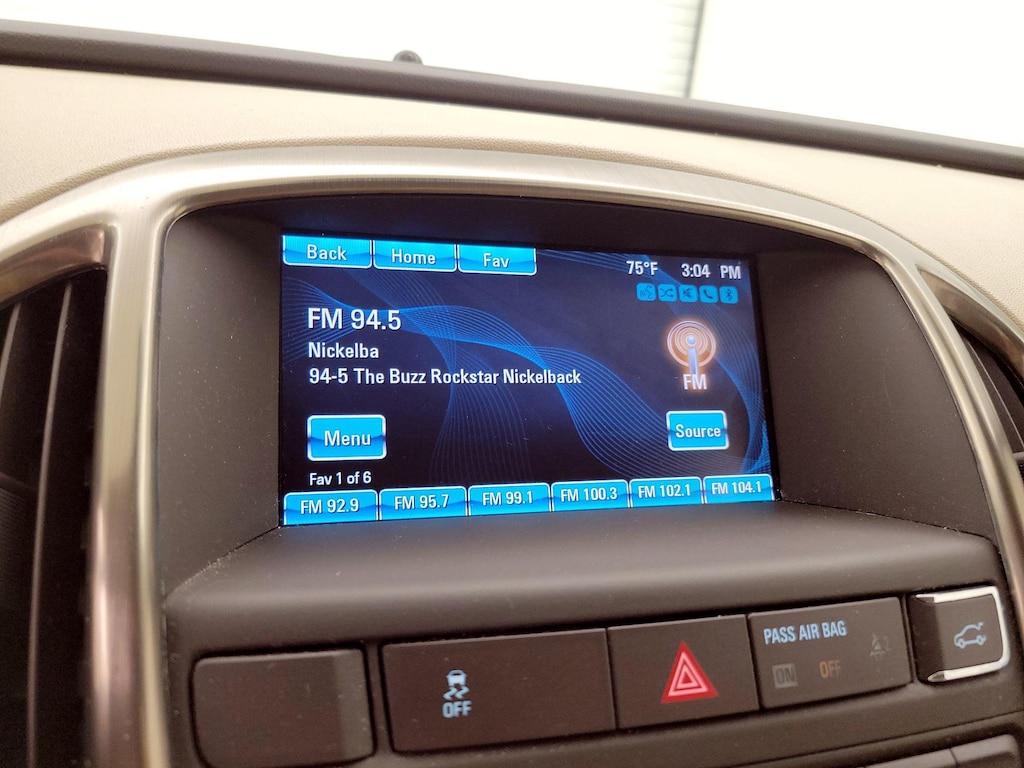 Back Home Fav
75°F 3:04 PM
FM 94.5
Nickelba
94-5 The Buzz Rockstar Nickelback
FM
Menu
Source
Fav 1 of 6
FM 92.9 FM 95.7 FM 99.1 FM 100.3 FM 102.1 FM 104.1
PASS AIR BAG
ON OFF
OFF